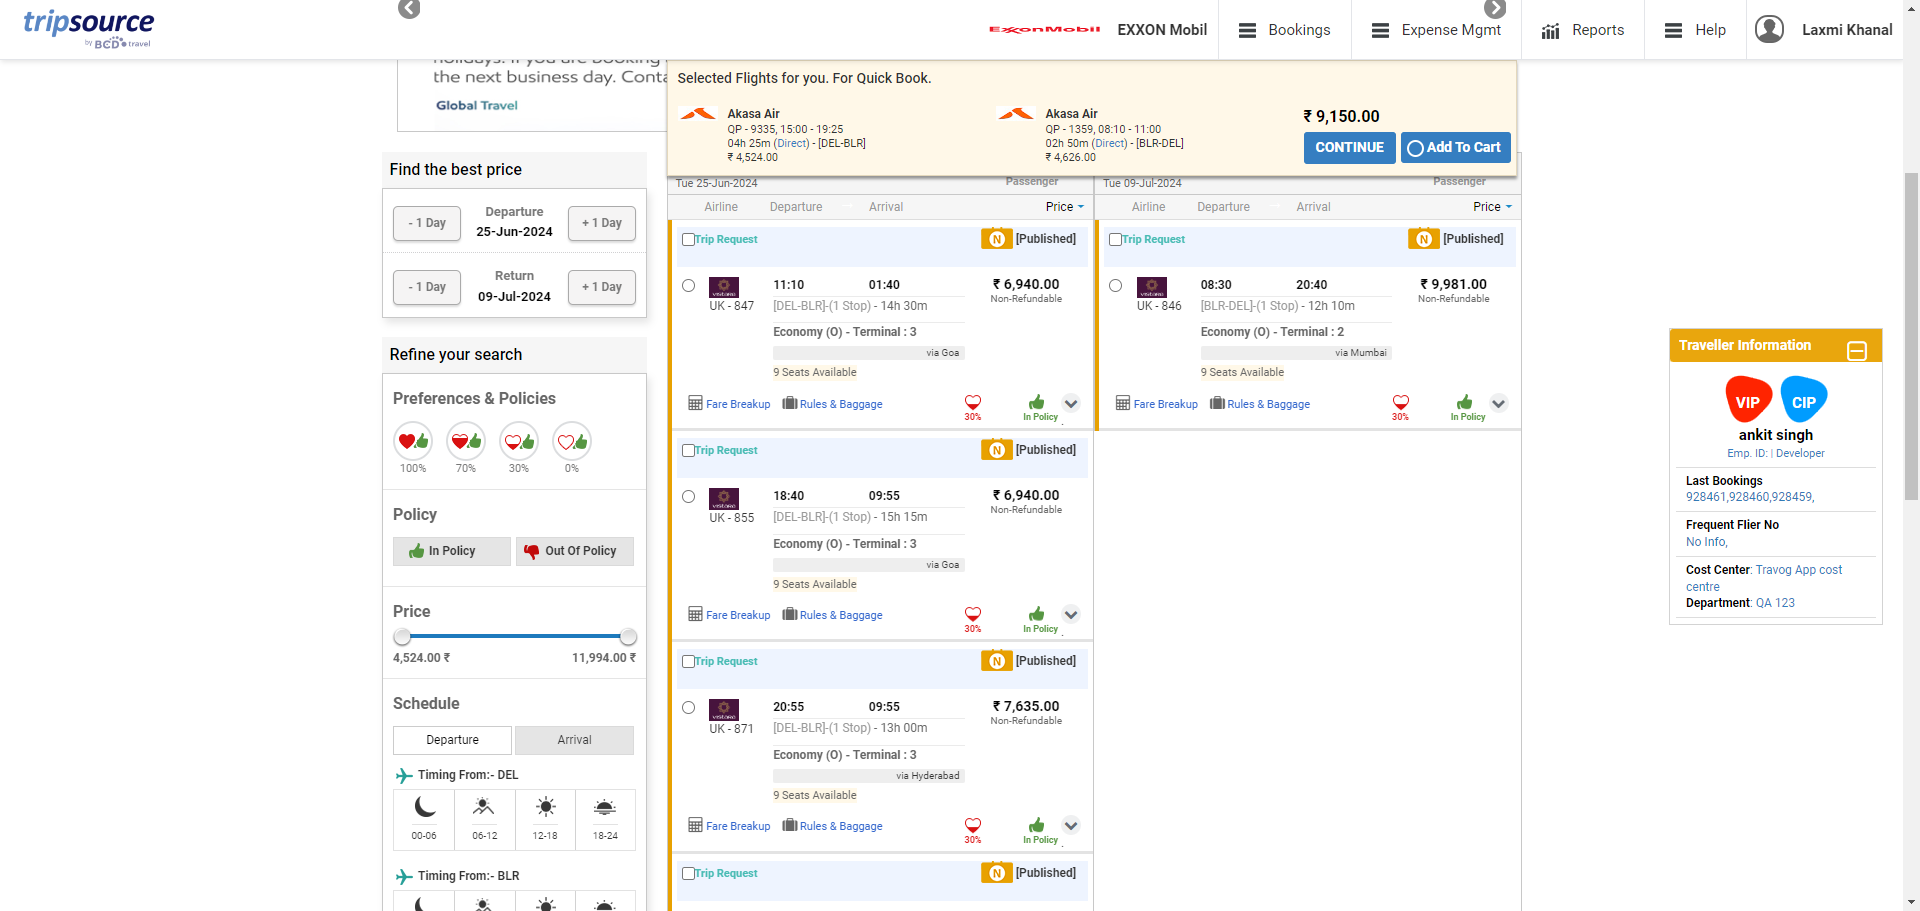 tripsource
by BCD travel
ExxonMobil
EXXON Mobil
Bookings
Expense Mgmt
Reports
Help
Laxmi Khanal
the next business day. Conta
Global Travel
Selected Flights for you. For Quick Book.
Akasa Air
QP - 9335, 15:00 - 19:25
04h 25m (Direct) - [DEL-BLR]
₹ 4,524.00
Akasa Air
QP - 1359, 08:10 - 11:00
02h 50m (Direct) - [BLR-DEL]
₹ 4,626.00
₹ 9,150.00
CONTINUE
Add To Cart
Find the best price
- 1 Day
Departure
25-Jun-2024
+ 1 Day
- 1 Day
Return
09-Jul-2024
+ 1 Day
Refine your search
Preferences & Policies
100%
70%
30%
0%
Policy
In Policy
Out Of Policy
Price
4,524.00 ₹
11,994.00 ₹
Schedule
Departure
Arrival
Timing From:- DEL
00-06
06-12
12-18
18-24
Timing From:- BLR
Tue 25-Jun-2024
Passenger
Airline
Departure
Arrival
Price
Trip Request
N [Published]
11:10
01:40
₹ 6,940.00
UK - 847
[DEL-BLR]-(1 Stop) - 14h 30m
Non-Refundable
Economy (O) - Terminal : 3
via Goa
9 Seats Available
Fare Breakup
Rules & Baggage
30%
In Policy
Trip Request
N [Published]
18:40
09:55
₹ 6,940.00
UK - 855
[DEL-BLR]-(1 Stop) - 15h 15m
Non-Refundable
Economy (O) - Terminal : 3
via Goa
9 Seats Available
Fare Breakup
Rules & Baggage
30%
In Policy
Trip Request
N [Published]
20:55
09:55
₹ 7,635.00
UK - 871
[DEL-BLR]-(1 Stop) - 13h 00m
Non-Refundable
Economy (O) - Terminal : 3
via Hyderabad
9 Seats Available
Fare Breakup
Rules & Baggage
30%
In Policy
Trip Request
N [Published]
Tue 09-Jul-2024
Passenger
Airline
Departure
Arrival
Price
Trip Request
N [Published]
08:30
20:40
₹ 9,981.00
UK - 846
[BLR-DEL]-(1 Stop) - 12h 10m
Non-Refundable
Economy (O) - Terminal : 2
via Mumbai
9 Seats Available
Fare Breakup
Rules & Baggage
30%
In Policy
Traveller Information
VIP
CIP
ankit singh
Emp. ID: | Developer
Last Bookings
928461,928460,928459,
Frequent Flier No
No Info,
Cost Center: Travog App cost
centre
Department: QA 123